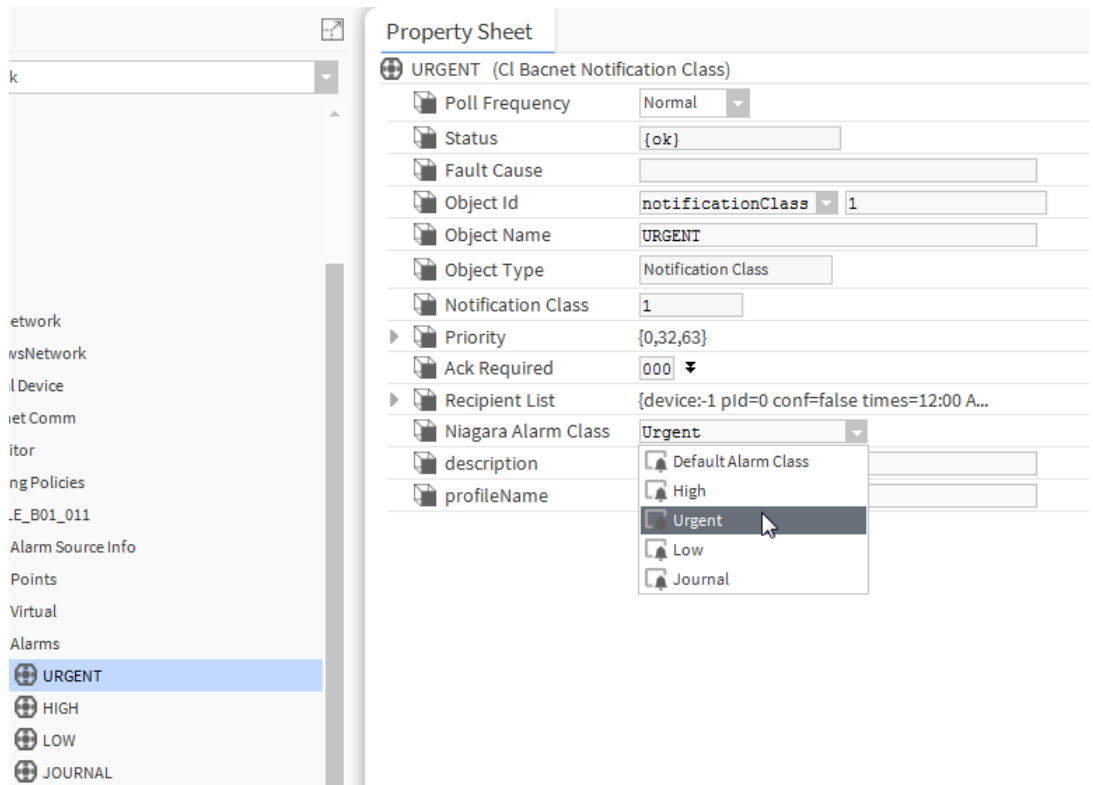 Property Sheet
k
URGENT (Cl Bacnet Notification Class)
Poll Frequency Normal
Status {ok}
Fault Cause
Object Id notificationClass 1
Object Name URGENT
Object Type Notification Class
Notification Class 1
Priority {0,32,63}
Ack Required 000
Recipient List {device:-1 pId=0 conf=false times=12:00 A...
Niagara Alarm Class Urgent
description
profileName
Default Alarm Class
High
Urgent
Low
Journal
etwork
wsNetwork
l Device
et Comm
itor
ng Policies
LE_B01_011
Alarm Source Info
Points
Virtual
Alarms
URGENT
HIGH
LOW
JOURNAL